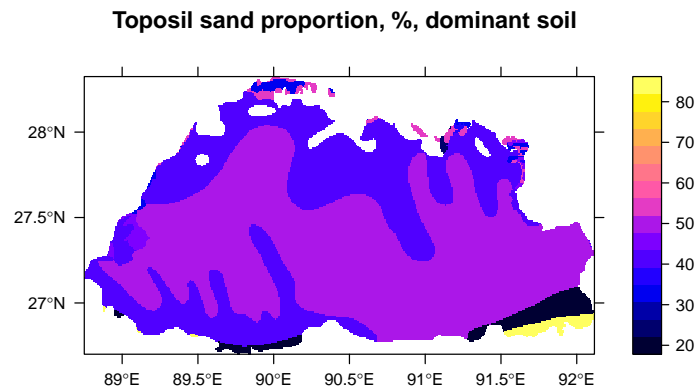 Toposil sand proportion, %, dominant soil
28°N
27.5°N
27°N
89°E 89.5°E 90°E 90.5°E 91°E 91.5°E 92°E
80
70
60
50
40
30
20